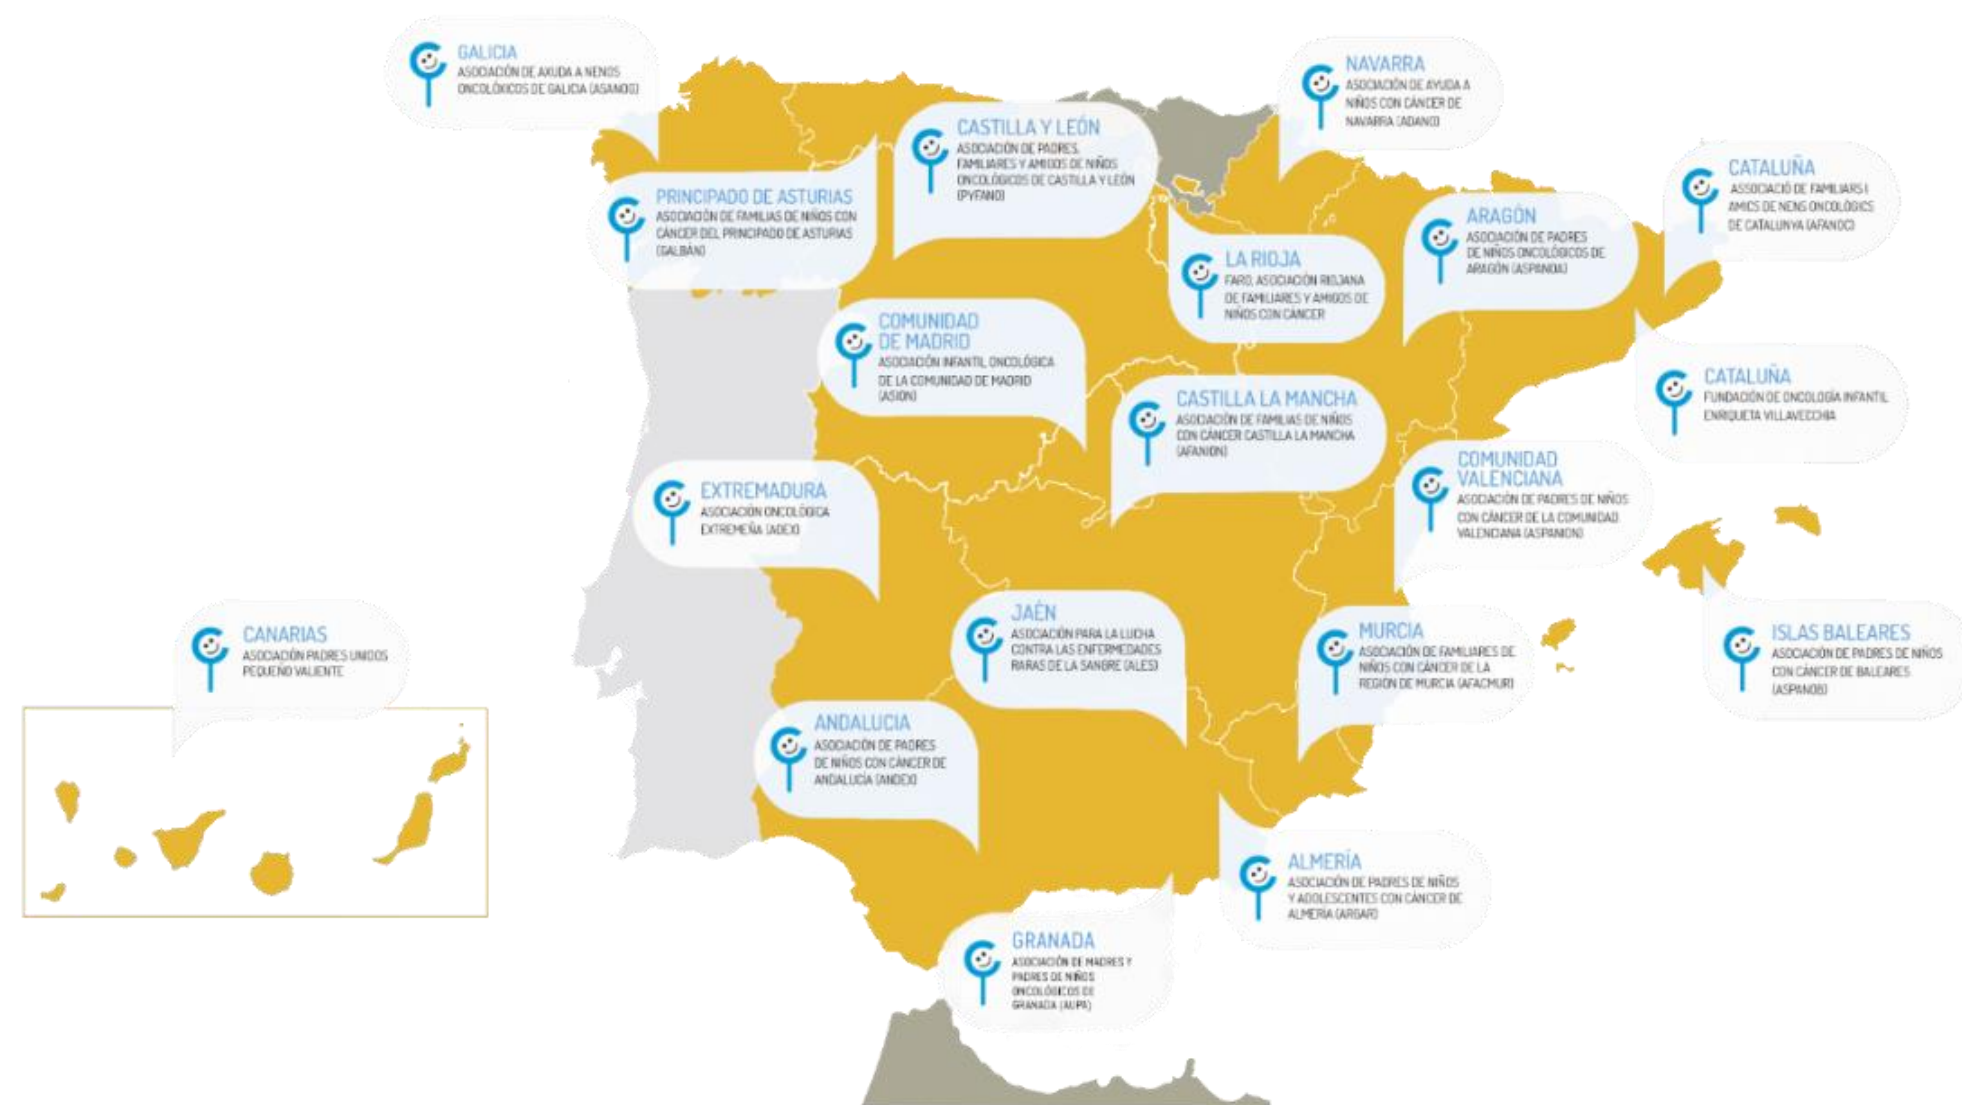 GALICIA
ASOCIACIÓN DE AXUDA A NENOS
ONCOLÓXICOS DE GALICIA (ASANOG)
NAVARRA
ASOCIACIÓN DE AYUDA A
NIÑOS CON CÁNCER DE
NAVARRA (ADANO)
CASTILLA Y LEÓN
ASOCIACIÓN DE PADRES,
FAMILIARES Y AMIGOS DE NIÑOS
ONCOLÓGICOS DE CASTILLA Y LEÓN
(PYFANO)
CATALUÑA
ASSOCIACIÓ DE FAMILIARS I
AMICS DE NENS ONCOLÒGICS
DE CATALUNYA (AFANOC)
PRINCIPADO DE ASTURIAS
ASOCIACIÓN DE FAMILIAS DE NIÑOS CON
CÁNCER DEL PRINCIPADO DE ASTURIAS
(GALBÁN)
ARAGÓN
ASOCIACIÓN DE PADRES
DE NIÑOS ONCOLÓGICOS DE
ARAGÓN (ASPANOA)
LA RIOJA
FARO, ASOCIACIÓN RIOJANA
DE FAMILIARES Y AMIGOS DE
NIÑOS CON CÁNCER
COMUNIDAD
DE MADRID
ASOCIACIÓN INFANTIL ONCOLÓGICA
DE LA COMUNIDAD DE MADRID
(ASION)
CATALUÑA
FUNDACIÓN DE ONCOLOGÍA INFANTIL
ENRIQUETA VILLAVECCHIA
CASTILLA LA MANCHA
ASOCIACIÓN DE FAMILIAS DE NIÑOS
CON CÁNCER CASTILLA LA MANCHA
(AFANION)
COMUNIDAD
VALENCIANA
ASOCIACIÓN DE PADRES DE NIÑOS
CON CÁNCER DE LA COMUNIDAD
VALENCIANA (ASPANION)
EXTREMADURA
ASOCIACIÓN ONCOLÓGICA
EXTREMEÑA (AOEX)
JAÉN
ASOCIACIÓN PARA LA LUCHA
CONTRA LAS ENFERMEDADES
RARAS DE LA SANGRE (ALES)
MURCIA
ASOCIACIÓN DE FAMILIARES DE
NIÑOS CON CÁNCER DE LA
REGIÓN DE MURCIA (AFACMUR)
ISLAS BALEARES
ASOCIACIÓN DE PADRES DE NIÑOS
CON CÁNCER DE BALEARES
(ASPANOB)
CANARIAS
ASOCIACIÓN PADRES UNIDOS
PEQUEÑO VALIENTE
ANDALUCIA
ASOCIACIÓN DE PADRES
DE NIÑOS CON CÁNCER DE
ANDALUCÍA (ANDEX)
ALMERÍA
ASOCIACIÓN DE PADRES DE NIÑOS
Y ADOLESCENTES CON CÁNCER DE
ALMERÍA (ARGAR)
GRANADA
ASOCIACIÓN DE MADRES Y
PADRES DE NIÑOS
ONCOLÓGICOS DE
GRANADA (AUPA)